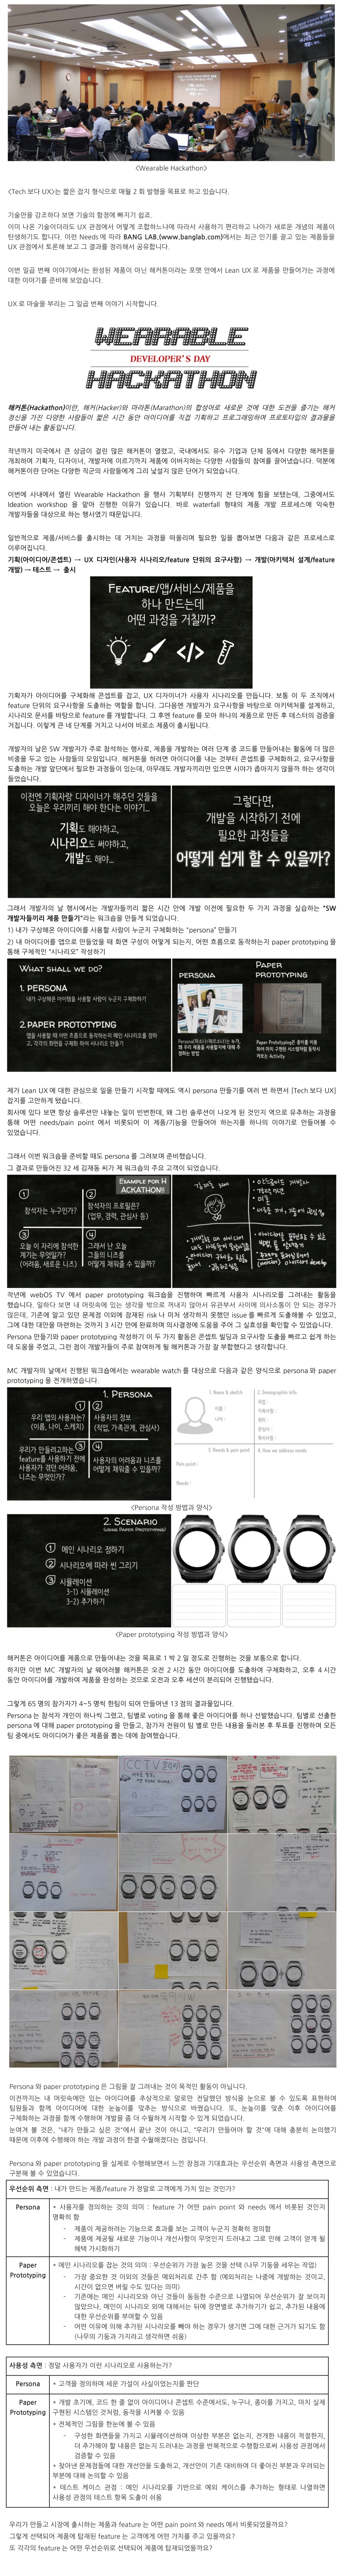 <Wearable Hackathon>
<Tech 보다 UX>는 짧은 잡지 형식으로 매월 2 회 발행을 목표로 하고 있습니다.
기술만을 강조하다 보면 기술의 함정에 빠지기 쉽죠.
이미 나온 기술이더라도 UX 관점에서 어떻게 조합하느냐에 따라서 사용하기 편리하고 나아가 새로운 개념의 제품이
탄생하기도 합니다. 이런 Needs 에 따라 BANG LAB.(www.banglab.com)에서는 최근 인기를 끌고 있는 제품들을
UX 관점에서 토론해 보고 그 결과를 정리해서 공유합니다.
이번 일곱 번째 이야기에서는 완성된 제품이 아닌 해커톤이라는 포맷 안에서 Lean UX 로 제품을 만들어가는 과정에
대한 이야기를 준비해 보았습니다.
UX 로 마술을 부리는 그 일곱 번째 이야기 시작합니다.
WEARABLE
DEVELOPER'S DAY
HACKATHON
해커톤(Hackathon)이란, 해커(Hacker)와 마라톤(Marathon)의 합성어로 새로운 것에 대한 도전을 즐기는 해커
정신을 가진 다양한 사람들이 짧은 시간 동안 아이디어를 직접 기획하고 프로그래밍하여 프로토타입의 결과물을
만들어 내는 활동입니다.
작년까지 미국에서 큰 상금이 걸린 많은 해커톤이 열렸고, 국내에서도 유수 기업과 단체 등에서 다양한 해커톤을
개최하며 기획자, 디자이너, 개발자에 이르기까지 제품에 이바지하는 다양한 사람들의 참여를 끌어냈습니다. 덕분에
해커톤이란 단어는 다양한 직군의 사람들에게 그리 낯설지 않은 단어가 되었습니다.
이번에 사내에서 열린 Wearable Hackathon 을 행사 기획부터 진행까지 전 단계에 힘을 보탰는데, 그중에서도
Ideation workshop 을 맡아 진행한 이유가 있습니다. 바로 waterfall 형태의 제품 개발 프로세스에 익숙한
개발자들을 대상으로 하는 행사였기 때문입니다.
일반적으로 제품/서비스를 출시하는 데 거치는 과정을 떠올리며 필요한 일을 뽑아보면 다음과 같은 프로세스로
이루어집니다.
기획(아이디어/콘셉트) → UX 디자인(사용자 시나리오/feature 단위의 요구사항) → 개발(아키텍처 설계/feature
개발) → 테스트 → 출시
Feature/앱/서비스/제품을
하나 만드는데
어떤 과정을 거칠까?
기획자가 아이디어를 구체화해 콘셉트를 잡고, UX 디자이너가 사용자 시나리오를 만듭니다. 보통 이 두 조직에서
feature 단위의 요구사항을 도출하는 역할을 합니다. 그다음엔 개발자가 요구사항을 바탕으로 아키텍처를 설계하고,
시나리오 문서를 바탕으로 feature 를 개발합니다. 그 후엔 feature 를 모아 하나의 제품으로 만든 후 테스터의 검증을
거칩니다. 이렇게 큰 네 단계를 거치고 나서야 비로소 제품이 출시됩니다.
개발자의 날은 SW 개발자가 주로 참석하는 행사로, 제품을 개발하는 여러 단계 중 코드를 만들어내는 활동에 더 많은
비중을 두고 있는 사람들의 모임입니다. 해커톤을 하려면 아이디어를 내는 것부터 콘셉트를 구체화하고, 요구사항을
도출하는 개발 앞단에서 필요한 과정들이 있는데, 아무래도 개발자끼리만 있으면 시야가 좁아지지 않을까 하는 생각이
들었습니다.
이전엔 기획자랑 디자이너가 해주던 것들을
오늘은 우리끼리 해야 한다는 이야기...
기획도 해야하고,
시나리오도 써야하고,
개발도 해야...
그렇다면,
개발을 시작하기 전에
필요한 과정들을
어떻게 쉽게 할 수 있을까?
그래서 개발자의 날 행사에서는 개발자들끼리 짧은 시간 안에 개발 이전에 필요한 두 가지 과정을 실습하는 "SW
개발자들끼리 제품 만들기"라는 워크숍을 만들게 되었습니다.
1) 내가 구상해온 아이디어를 사용할 사람이 누군지 구체화하는 "persona" 만들기
2) 내 아이디어를 앱으로 만들었을 때 화면 구성이 어떻게 되는지, 어떤 흐름으로 동작하는지 paper prototyping 을
통해 구체적인 "시나리오" 작성하기
What shall we do?
1. PERSONA
내가 구상해온 아이템을 사용할 사람이 누군지 구체화하기
2.PAPER PROTOTYPING
앱을 사용할 때 어떤 흐름으로 동작하는지 메인 시나리오를 정하
고, 각각의 화면을 구체화 하여 시나리오 만들기
PERSONA
Paper
PROTOTYPING
제가 Lean UX 에 대한 관심으로 일을 만들기 시작할 때에도 역시 persona 만들기를 여러 번 하면서 [Tech 보다 UX]
잡지를 고안하게 됐습니다.
회사에 있다 보면 항상 솔루션만 내놓는 일이 빈번한데, 왜 그런 솔루션이 나오게 된 것인지 역으로 유추하는 과정을
통해 어떤 needs/pain point 에서 비롯되어 이 제품/기능을 만들어야 하는지를 하나의 이야기로 만들어볼 수
있었습니다.
그래서 이번 워크숍을 준비할 때도 persona 를 그려보며 준비했습니다.
그 결과로 만들어진 32 세 김재동 씨가 제 워크숍의 주요 고객이 되었습니다.
Example for H
ACKATHON!!
① 참석자는 누구인가?
② 참석자의 프로필은?
(업무, 경력, 관심사 등)
③ 오늘 이 자리에 참석한
계기는 무엇일까?
(어려움, 새로운 니즈)
④ 그래서 난 오늘
그들의 니즈를
어떻게 채워줄 수 있을까?
작년에 webOS TV 에서 paper prototyping 워크숍을 진행하며 빠르게 사용자 시나리오를 그려내는 활동을
했습니다. 일하다 보면 내 머릿속에 있는 생각을 밖으로 꺼내지 않아서 유관부서 사이에 의사소통이 안 되는 경우가
많은데, 기존에 알고 있던 문제점 이외에 잠재된 risk 나 미처 생각하지 못했던 issue 를 빠르게 도출해볼 수 있었고,
그에 대한 대안을 마련하는 것까지 3 시간 만에 완료하며 의사결정에 도움을 주어 그 실효성을 확인할 수 있었습니다.
Persona 만들기와 paper prototyping 작성하기 이 두 가지 활동은 콘셉트 빌딩과 요구사항 도출을 빠르고 쉽게 하는
데 도움을 주었고, 그런 점이 개발자들이 주로 참여하게 될 해커톤과 가장 잘 부합했다고 생각합니다.
MC 개발자의 날에서 진행된 워크숍에서는 wearable watch 를 대상으로 다음과 같은 양식으로 persona 와 paper
prototyping 을 전개하였습니다.
1. Persona
① 우리 앱의 사용자는?
(이름, 나이, 스케치)
② 사용자의 정보
(직업, 가족관계, 관심사)
③ 우리가 만들려고하는
feature를 사용하기 전에
사용자가 겪던 어려움,
니즈는 무엇인가?
④ 사용자의 어려움과 니즈를
어떻게 채워줄 수 있을까?
1. Name & sketch
이름 :
나이 :
2. Demographic Info.
직업 :
가족사항 :
취미 :
관심사 :
특이사항 :
3. Needs & pain point
Pain point :
Needs :
4. How we address needs
<Persona 작성 방법과 양식>
2. Scenario
(using Paper Prototyping)
① 메인 시나리오 정하기
② 시나리오에 따라 씬 그리기
③ 시뮬레이션
3-1) 시뮬레이션
3-2) 추가하기
<Paper prototyping 작성 방법과 양식>
해커톤은 아이디어를 제품으로 만들어내는 것을 목표로 1 박 2 일 정도로 진행하는 것을 보통으로 합니다.
하지만 이번 MC 개발자의 날 웨어러블 해커톤은 오전 2 시간 동안 아이디어를 도출하여 구체화하고, 오후 4 시간
동안 아이디어를 개발하여 제품을 완성하는 것으로 오전과 오후 세션이 분리되어 진행됐습니다.
그렇게 65 명의 참가자가 4~5 명씩 한팀이 되어 만들어낸 13 점의 결과물입니다.
Persona 는 참석자 개인이 하나씩 그렸고, 팀별로 voting 을 통해 좋은 아이디어를 하나 선발했습니다. 팀별로 선출한
persona 에 대해 paper prototyping 을 만들고, 참가자 전원이 팀 별로 만든 내용을 둘러본 후 투표를 진행하여 모든
팀 중에서도 아이디어가 좋은 제품을 뽑는 데에 참여했습니다.
CCTV
Persona 와 paper prototyping 은 그림을 잘 그려내는 것이 목적인 활동이 아닙니다.
이전까지는 내 머릿속에만 있는 아이디어를 추상적으로 말로만 전달했던 방식을 눈으로 볼 수 있도록 표현하며
팀원들과 함께 아이디어에 대한 눈높이를 맞추는 방식으로 바꿨습니다. 또, 눈높이를 맞춘 이후 아이디어를
구체화하는 과정을 함께 수행하며 개발을 좀 더 수월하게 시작할 수 있게 되었습니다.
눈여겨 볼 것은, "내가 만들고 싶은 것"에서 끝난 것이 아니고, "우리가 만들어야 할 것"에 대해 충분히 논의했기
때문에 이후에 수행해야 하는 개발 과정이 한결 수월해졌다는 점입니다.
Persona 와 paper prototyping 을 실제로 수행해보면서 느낀 장점과 기대효과는 우선순위 측면과 사용성 측면으로
구분해 볼 수 있었습니다.
우선순위 측면 : 내가 만드는 제품/feature 가 정말로 고객에게 가치 있는 것인가?
Persona
* 사용자를 정의하는 것의 의미 : feature 가 어떤 pain point 와 needs 에서 비롯된 것인지
명확히 함
- 제품이 제공하려는 기능으로 효과를 보는 고객이 누군지 정확히 정의함
- 제품에 제공될 새로운 기능이나 개선사항이 무엇인지 드러내고 그로 인해 고객이 얻게 될
혜택 가시화하기
Paper
Prototyping
* 메인 시나리오를 잡는 것의 의미 : 우선순위가 가장 높은 것을 선택 (나무 기둥을 세우는 작업)
- 가장 중요한 것 이외의 것들은 예외처리로 간주 함 (예외처리는 나중에 개발하는 것이고,
시간이 없으면 버릴 수도 있다는 의미)
- 기존에는 메인 시나리오와 아닌 것들이 동등한 수준으로 나열되어 우선순위가 잘 보이지
않았으나, 메인이 시나리오 외에 대해서는 뒤에 장면별로 추가하기가 쉽고, 추가된 내용에
대한 우선순위를 부여할 수 있음
- 어떤 이유에 의해 추가된 시나리오를 빼야 하는 경우가 생기면 그에 대한 근거가 되기도 함
(나무의 기둥과 가지라고 생각하면 쉬움)
사용성 측면 : 정말 사용자가 이런 시나리오로 사용하는가?
Persona
* 고객을 정의하며 세운 가설이 사실이었는지를 판단
Paper
Prototyping
* 개발 초기에, 코드 한 줄 없이 아이디어나 콘셉트 수준에서도, 누구나, 종이를 가지고, 마치 실제
구현된 시스템인 것처럼, 동작을 시켜볼 수 있음
* 전체적인 그림을 한눈에 볼 수 있음
- 구성한 화면들을 가지고 시뮬레이션하며 이상한 부분은 없는지, 전개한 내용이 적절한지,
더 추가해야 할 내용은 없는지 드러내는 과정을 반복적으로 수행함으로써 사용성 관점에서
검증할 수 있음
* 찾아낸 문제점들에 대한 개선안을 도출하고, 개선안이 기존 대비하여 더 좋아진 부분과 우려되는
부분에 대해 논의할 수 있음
* 테스트 케이스 관점 : 메인 시나리오를 기반으로 예외 케이스를 추가하는 형태로 나열하면
사용성 관점의 테스트 항목 도출이 쉬움
우리가 만들고 시장에 출시하는 제품과 feature 는 어떤 pain point 와 needs 에서 비롯되었을까요?
그렇게 선택되어 제품에 탑재된 feature 는 고객에게 어떤 가치를 주고 있을까요?
또 각각의 feature 는 어떤 우선순위로 선택되어 제품에 탑재되었을까요?